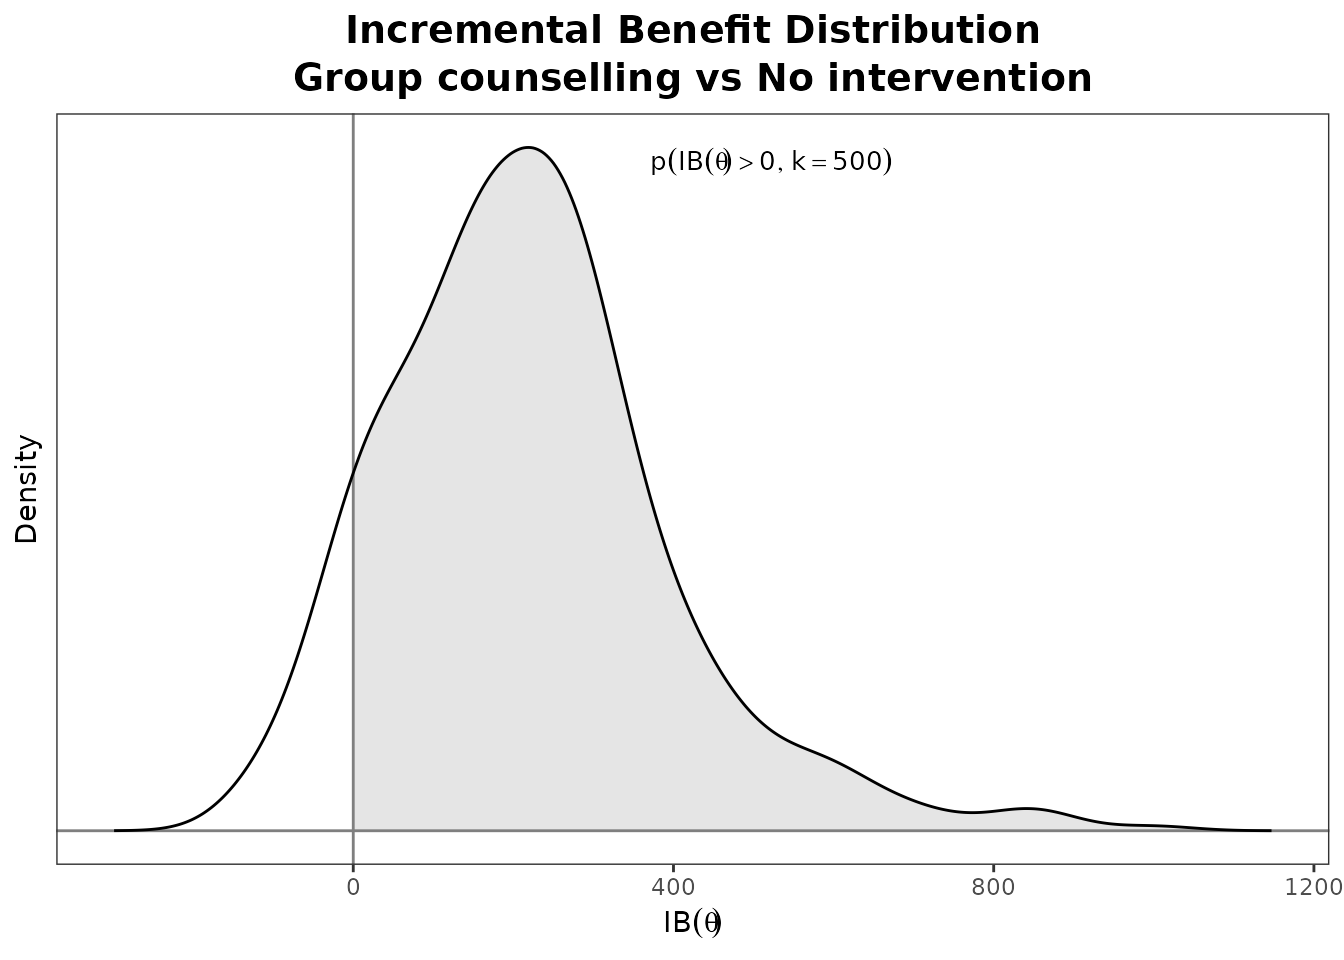 Incremental Benefit Distribution
Group counselling vs No intervention
p(IB(θ) > 0, k = 500)
Density
0 400 800 1200
IB(θ)